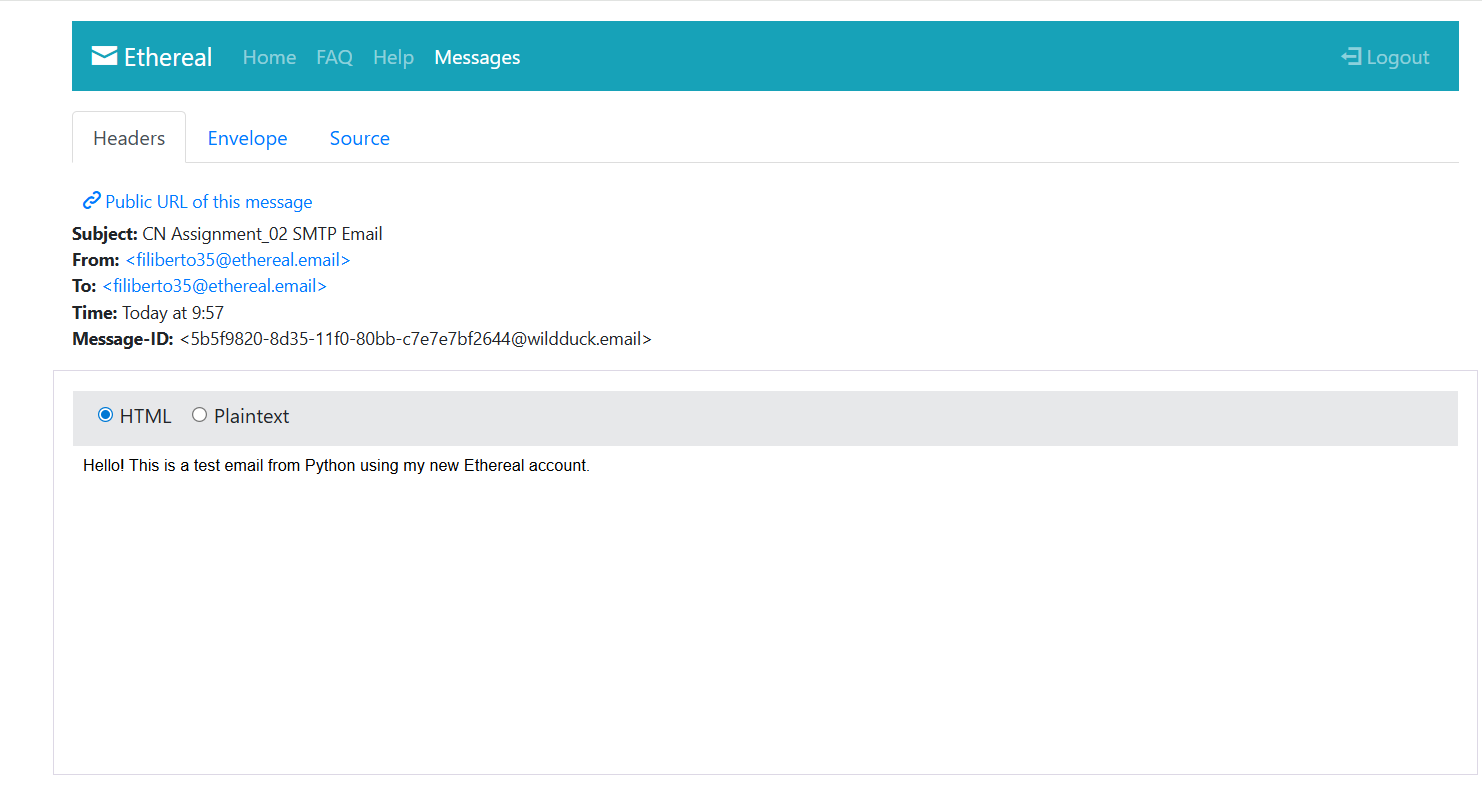 Ethereal Home FAQ Help Messages Logout
Headers Envelope Source
Public URL of this message
Subject: CN Assignment_02 SMTP Email
From: <filiberto35@ethereal.email>
To: <filiberto35@ethereal.email>
Time: Today at 9:57
Message-ID: <5b5f9820-8d35-11f0-80bb-c7e7e7bf2644@wildduck.email>
HTML Plaintext
Hello! This is a test email from Python using my new Ethereal account.